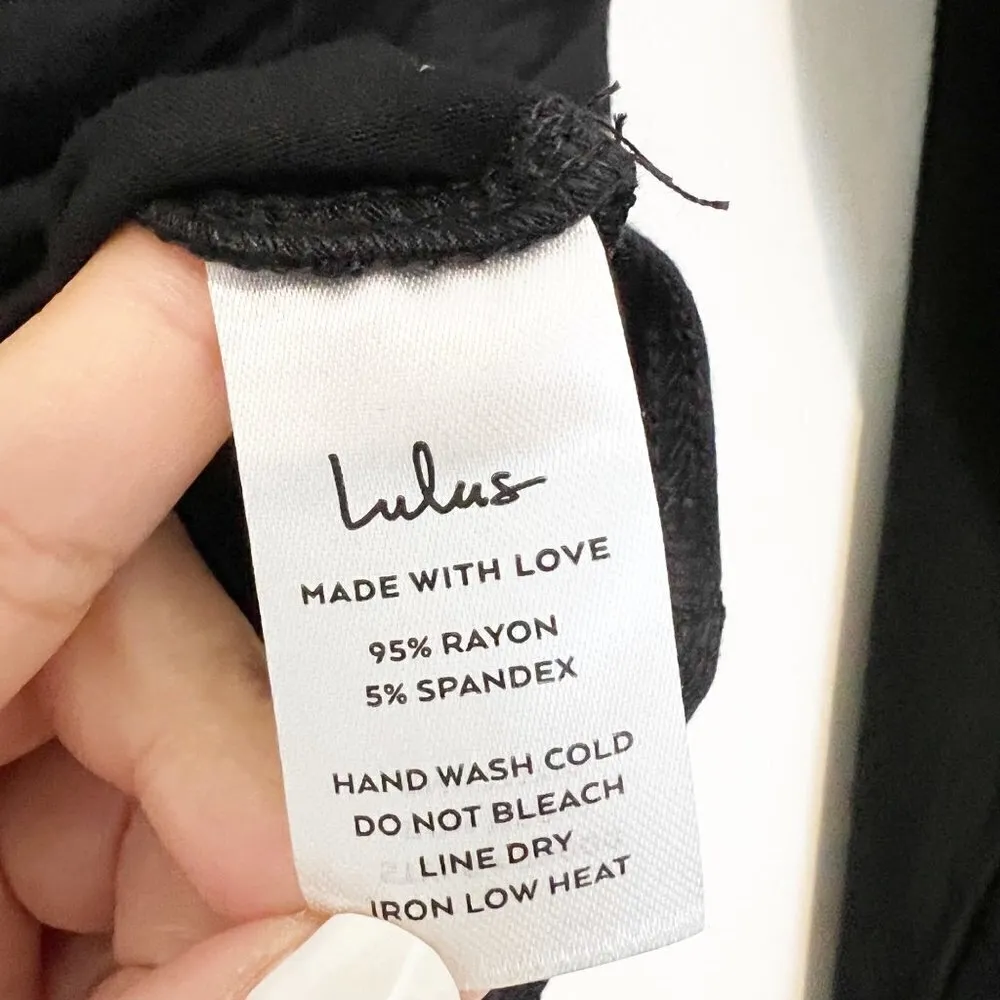 Lulus
MADE WITH LOVE
95% RAYON
5% SPANDEX
HAND WASH COLD
DO NOT BLEACH
LINE DRY
IRON LOW HEAT